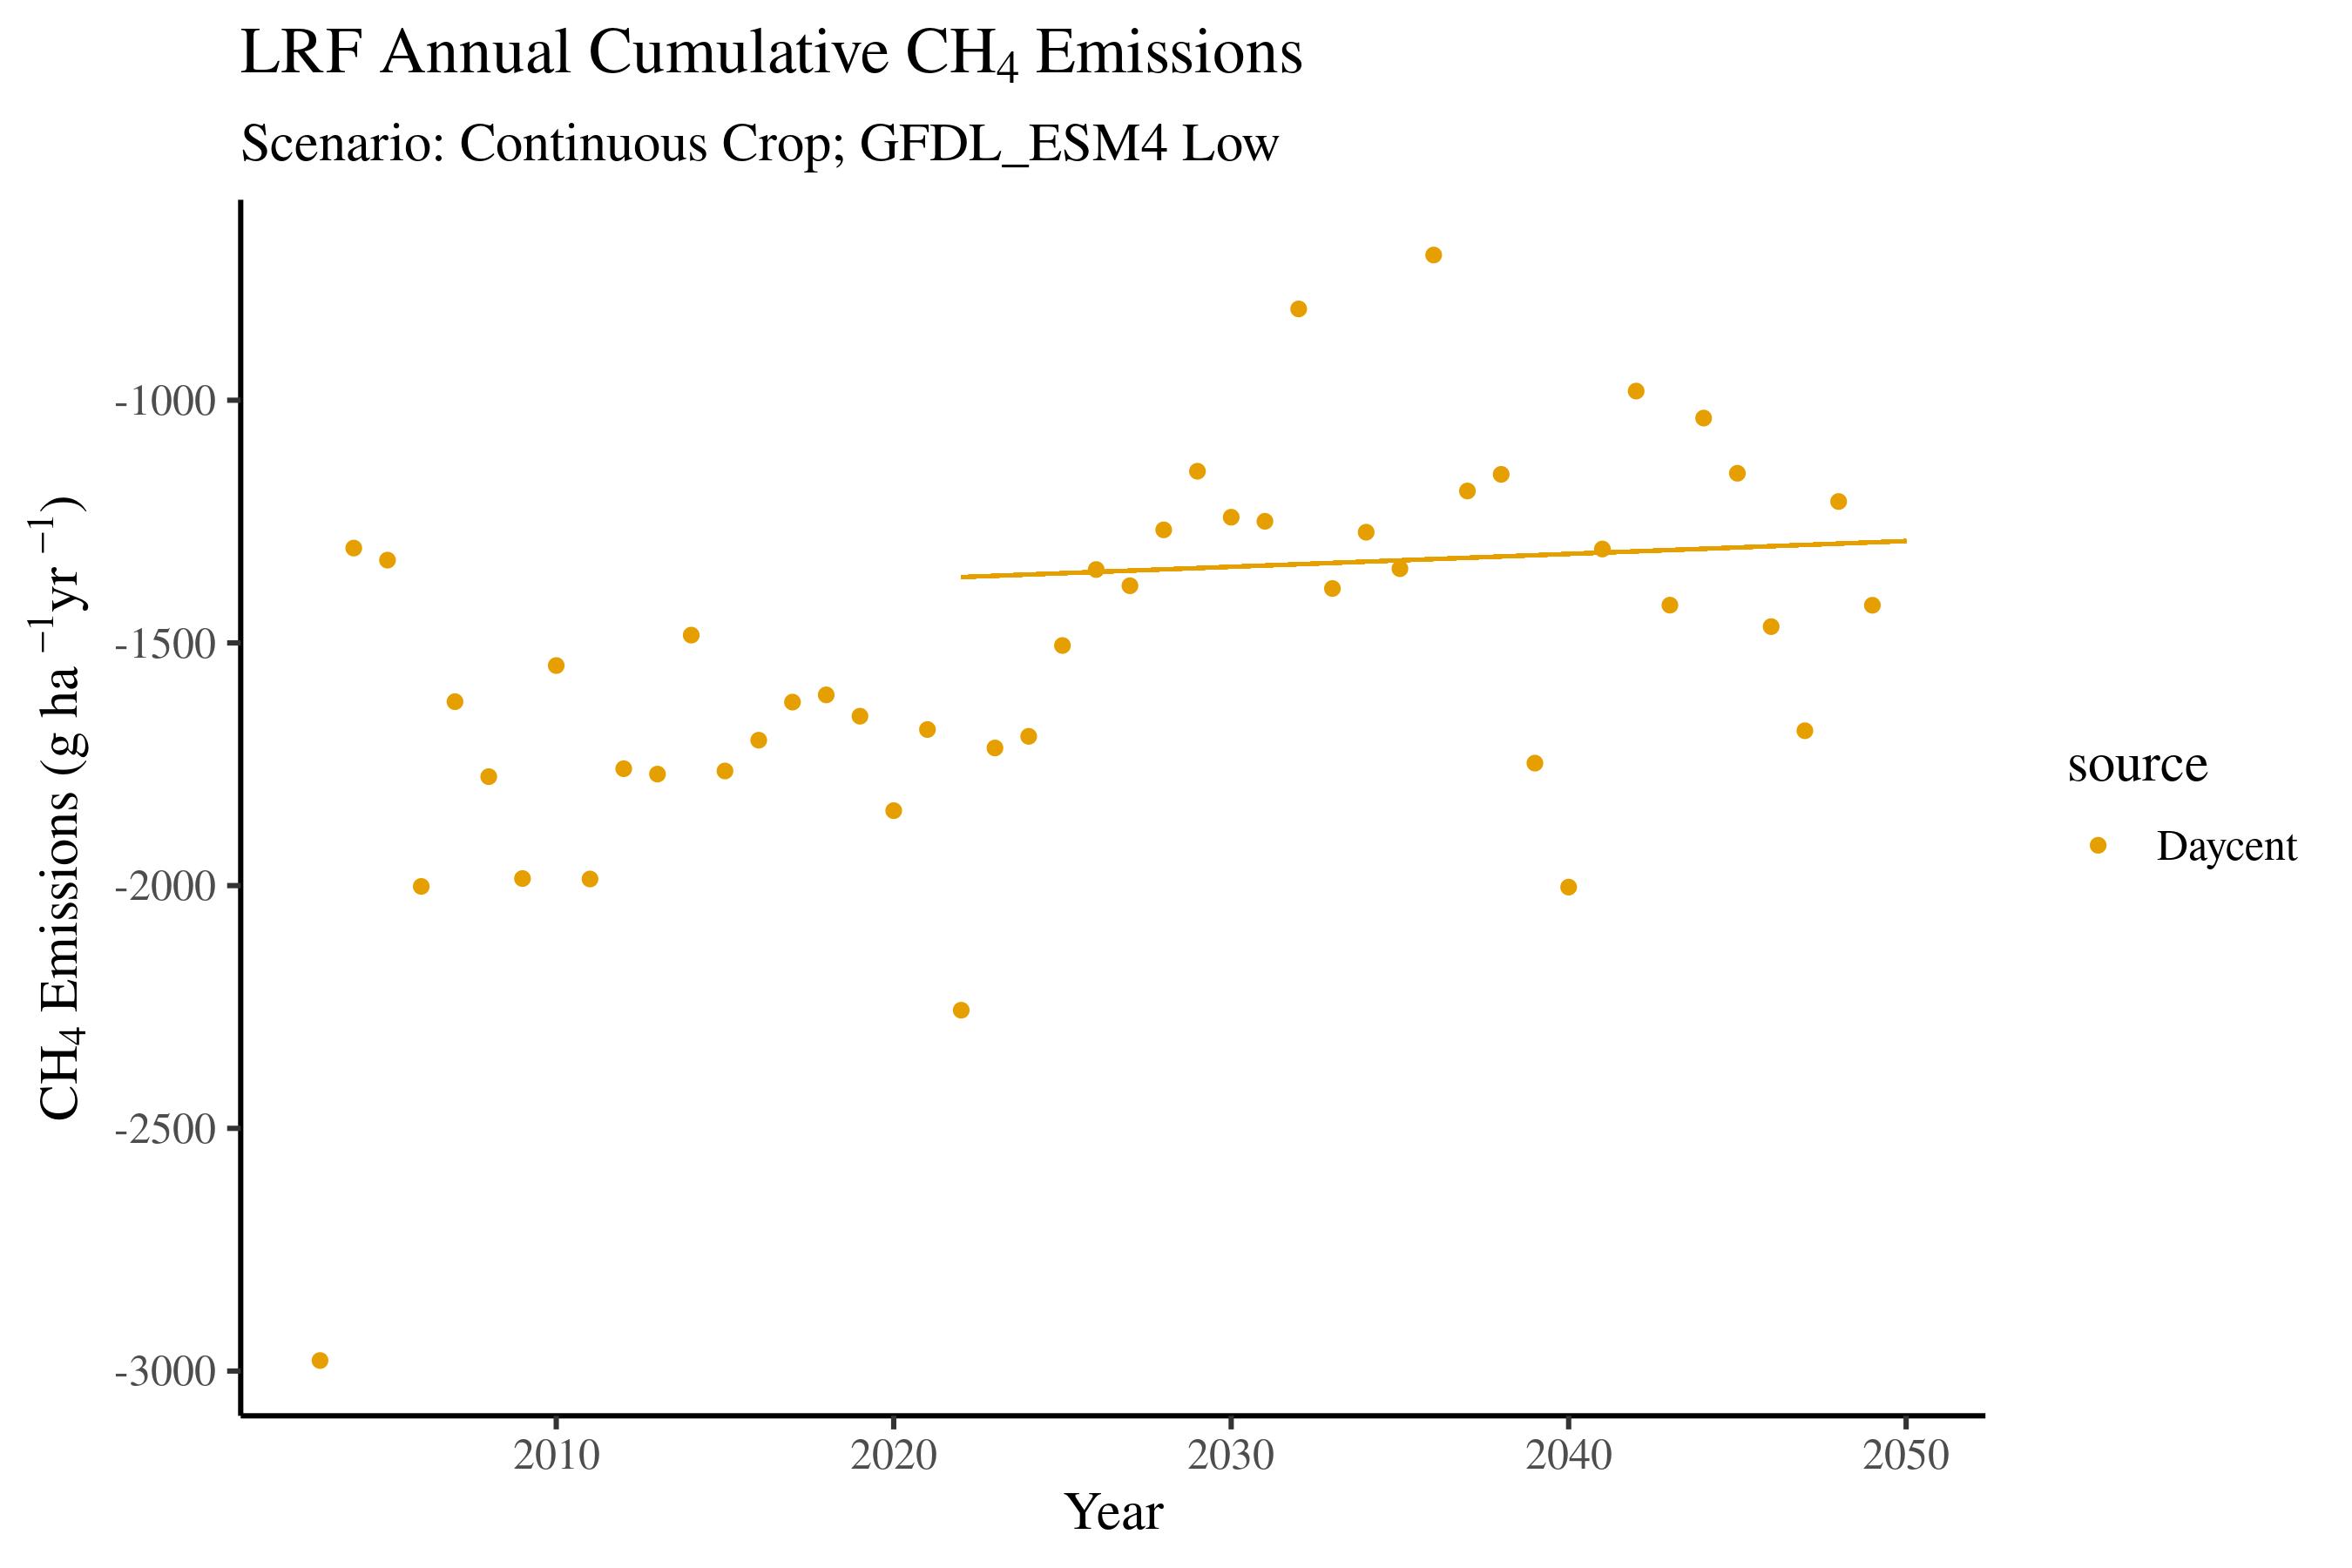 LRF Annual Cumulative CH₄ Emissions
Scenario: Continuous Crop; GFDL_ESM4 Low
CH₄ Emissions (g ha ⁻¹yr ⁻¹)
-1000
-1500
-2000
-2500
-3000
2010
2020
2030
2040
2050
Year
source
Daycent